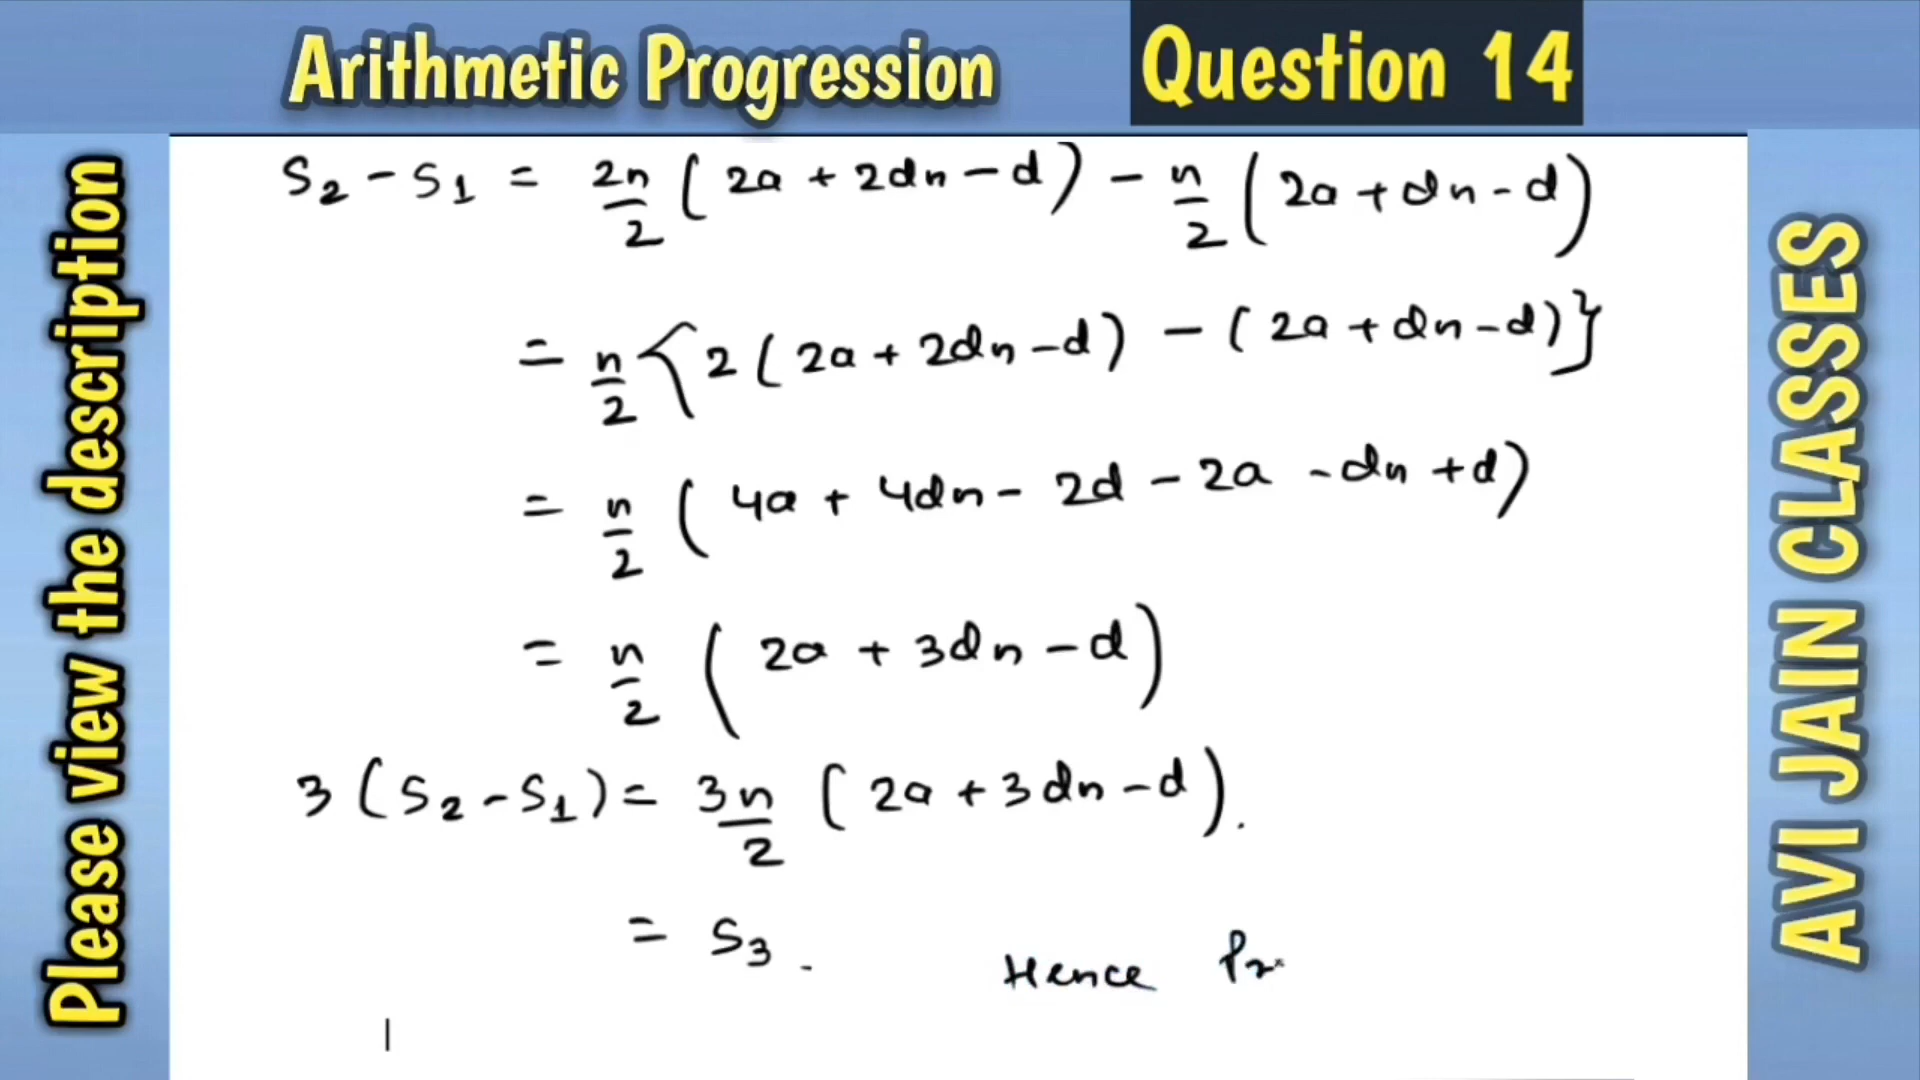 Arithmetic Progression
Question 14
Please view the description
S₂ - S₁ = 2n/2 (2a + 2dn - d) - n/2 (2a + dn - d)
= n/2 {2(2a + 2dn - d) - (2a + dn - d)}
= n/2 (4a + 4dn - 2d - 2a - dn + d)
= n/2 (2a + 3dn - d)
3(S₂ - S₁) = 3n/2 (2a + 3dn - d).
= S₃.
Hence
AVI JAIN CLASSES